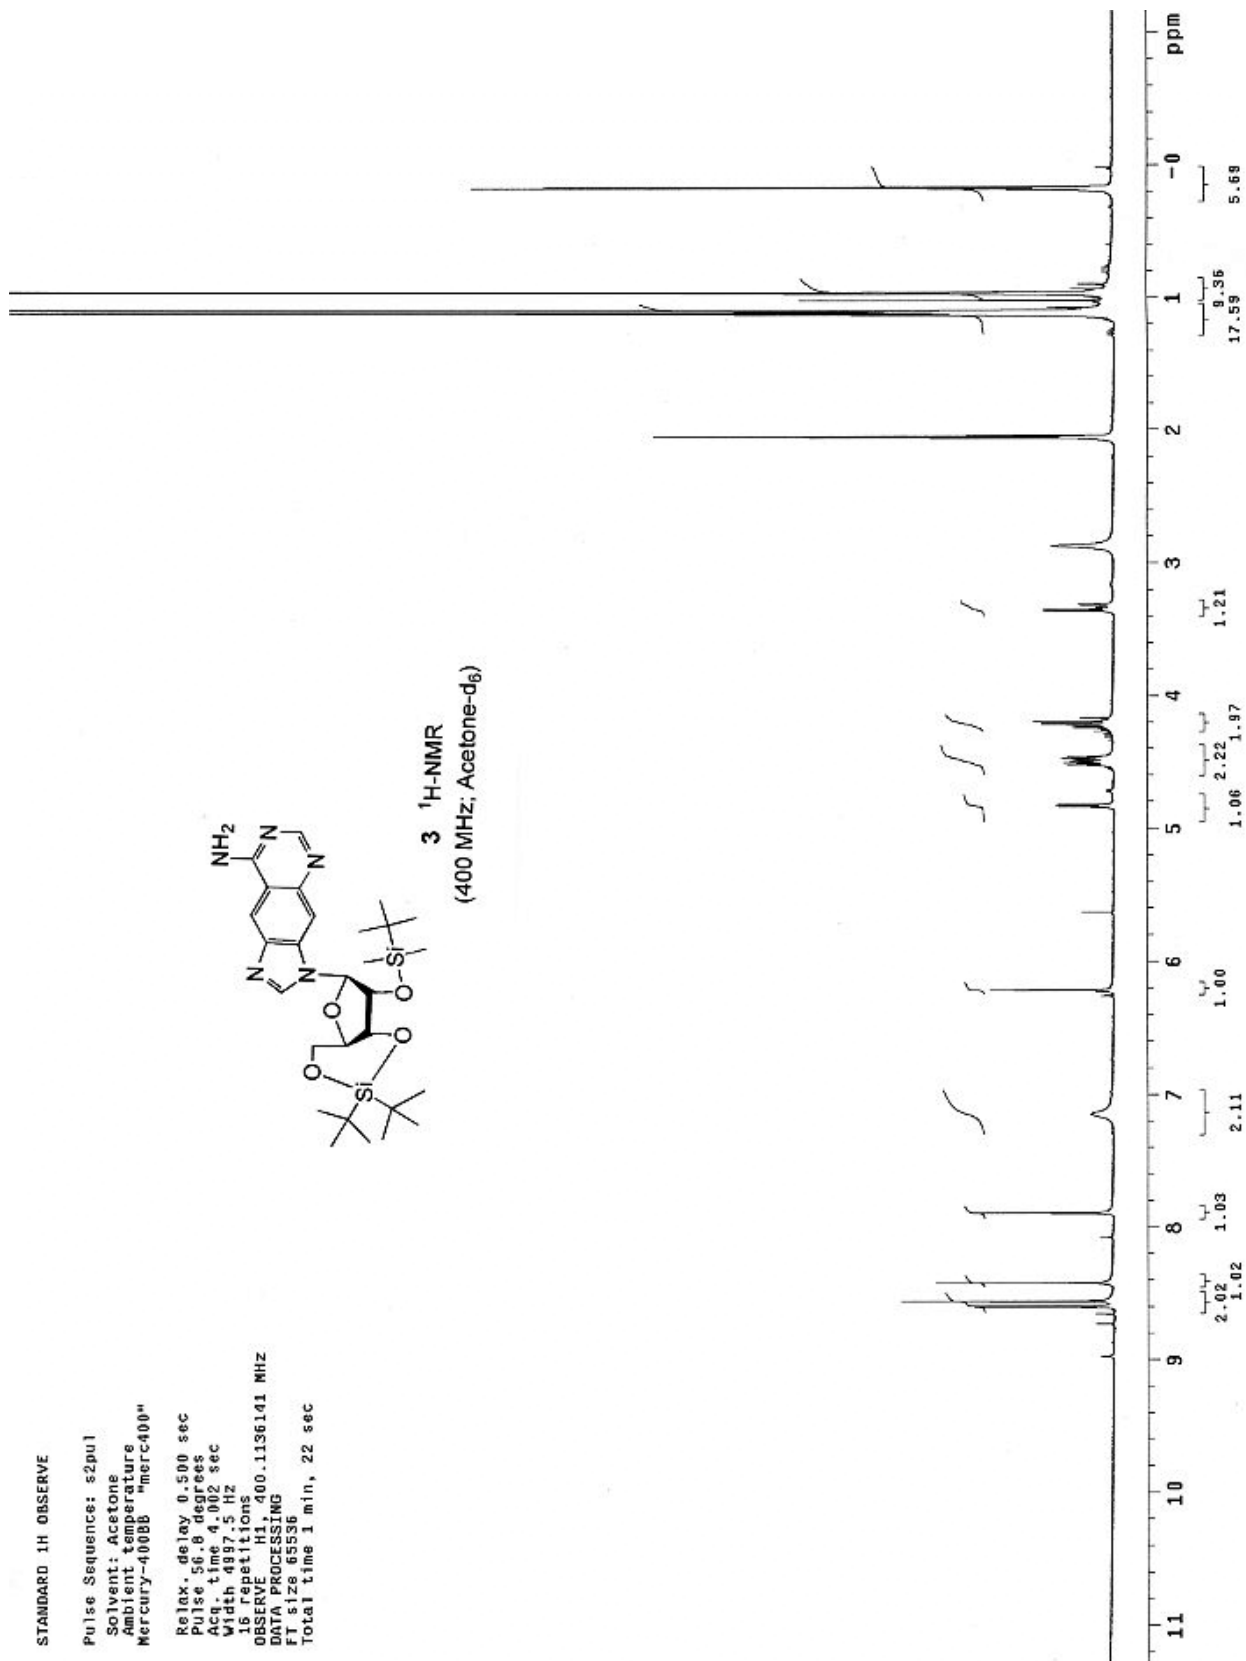 STANDARD 1H OBSERVE
Pulse Sequence: s2pul
Solvent: Acetone
Ambient temperature
Mercury-400BB "merc400"
Relax. delay 0.500 sec
Pulse 56.8 degrees
Acq. time 4.002 sec
Width 4997.5 Hz
16 repetitions
OBSERVE H1, 400.1136141 MHz
DATA PROCESSING
FT size 65536
Total time 1 min, 22 sec
NH2
N
N
N
N
O
O
Si
O
O
Si
3 1H-NMR
(400 MHz; Acetone-d6)
11 10 9 8 7 6 5 4 3 2 1 -0 ppm
2.02 1.03 2.11 1.00 1.06 1.97 1.21 17.59 5.69
1.02 2.22 9.36